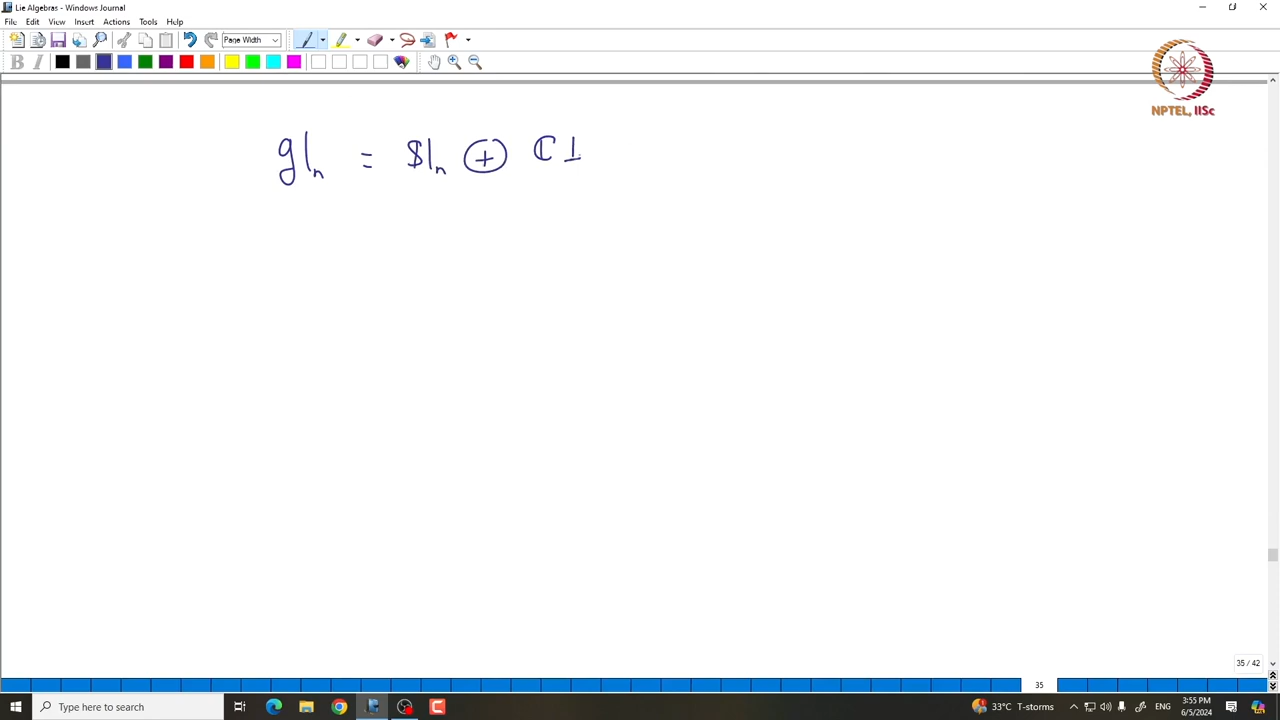 Lie Algebras - Windows Journal
File Edit View Insert Actions Tools Help
Page Width
B I
NPTEL, IISc
gl_n = sl_n ⊕ ℂ I
35 / 42
35
Type here to search
33°C T-storms
ENG
3:55 PM
6/5/2024